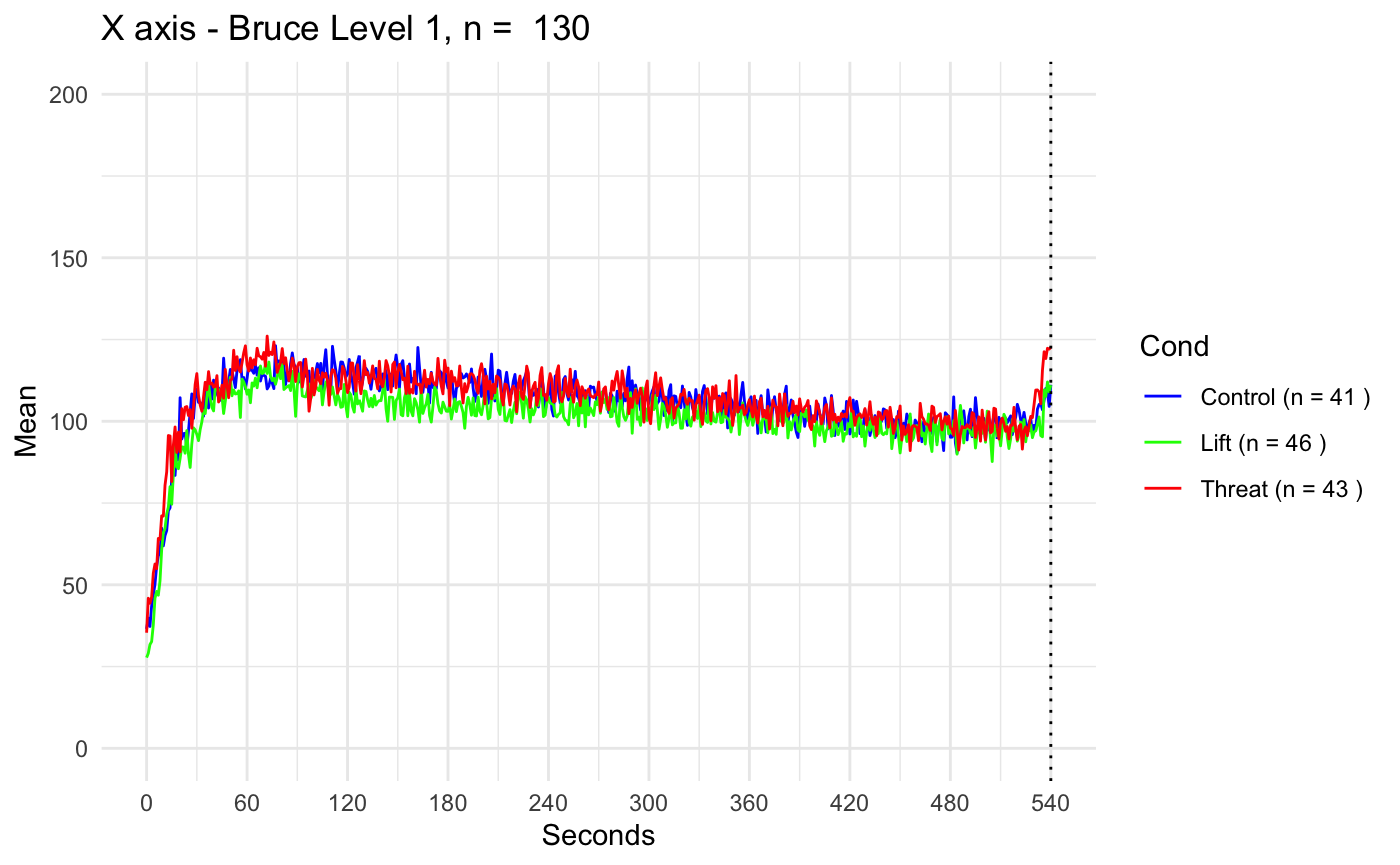 X axis - Bruce Level 1, n =  130
200
150
100
50
0
Mean
0 60 120 180 240 300 360 420 480 540
Seconds
Cond
Control (n = 41 )
Lift (n = 46 )
Threat (n = 43 )